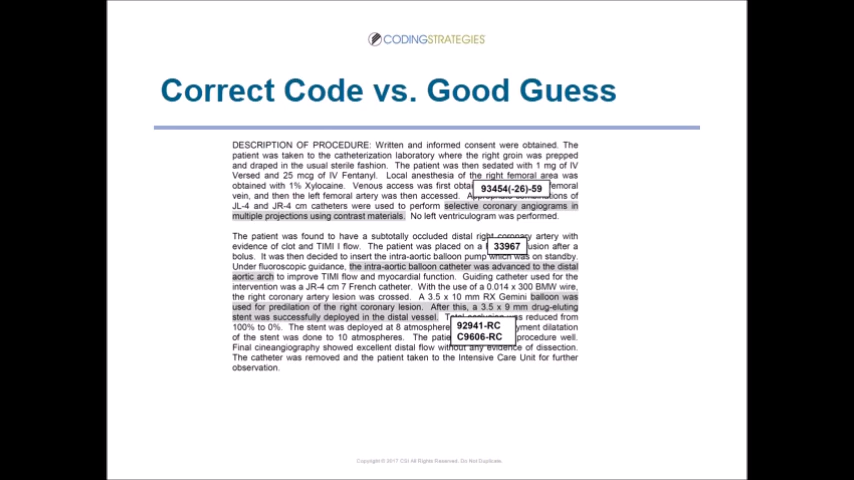 CODINGSTRATEGIES
Correct Code vs. Good Guess
DESCRIPTION OF PROCEDURE: Written and informed consent were obtained. The
patient was taken to the catheterization laboratory where the right groin was prepped
and draped in the usual sterile fashion. The patient was then sedated with 1 mg of IV
Versed and 25 mcg of IV Fentanyl. Local anesthesia of the right femoral area was
obtained with 1% Xylocaine. Venous access was first obtai 93454(-26)-59 femoral
vein, and then the left femoral artery was then accessed. of
JL-4 and JR-4 cm catheters were used to perform selective coronary angiograms in
multiple projections using contrast materials. No left ventriculogram was performed.
The patient was found to have a subtotally occluded distal right coronary artery with
evidence of clot and TIMI I flow. The patient was placed on a 33967 usion after a
bolus. It was then decided to insert the intra-aortic balloon pump which was on standby.
Under fluoroscopic guidance, the intra-aortic balloon catheter was advanced to the distal
aortic arch to improve TIMI flow and myocardial function. Guiding catheter used for the
intervention was a JR-4 cm 7 French catheter. With the use of a 0.014 x 300 BMW wire,
the right coronary artery lesion was crossed. A 3.5 x 10 mm RX Gemini balloon was
used for predilation of the right coronary lesion. After this, a 3.5 x 9 mm drug-eluting
stent was successfully deployed in the distal vessel. was reduced from
100% to 0%. The stent was deployed at 8 atmosphere 92941-RC yment dilatation
of the stent was done to 10 atmospheres. The patie C9606-RC procedure well.
Final cineangiography showed excellent distal flow without any evidence of dissection.
The catheter was removed and the patient taken to the Intensive Care Unit for further
observation.
Copyright © 2017 CSI All Rights Reserved. Do Not Duplicate.